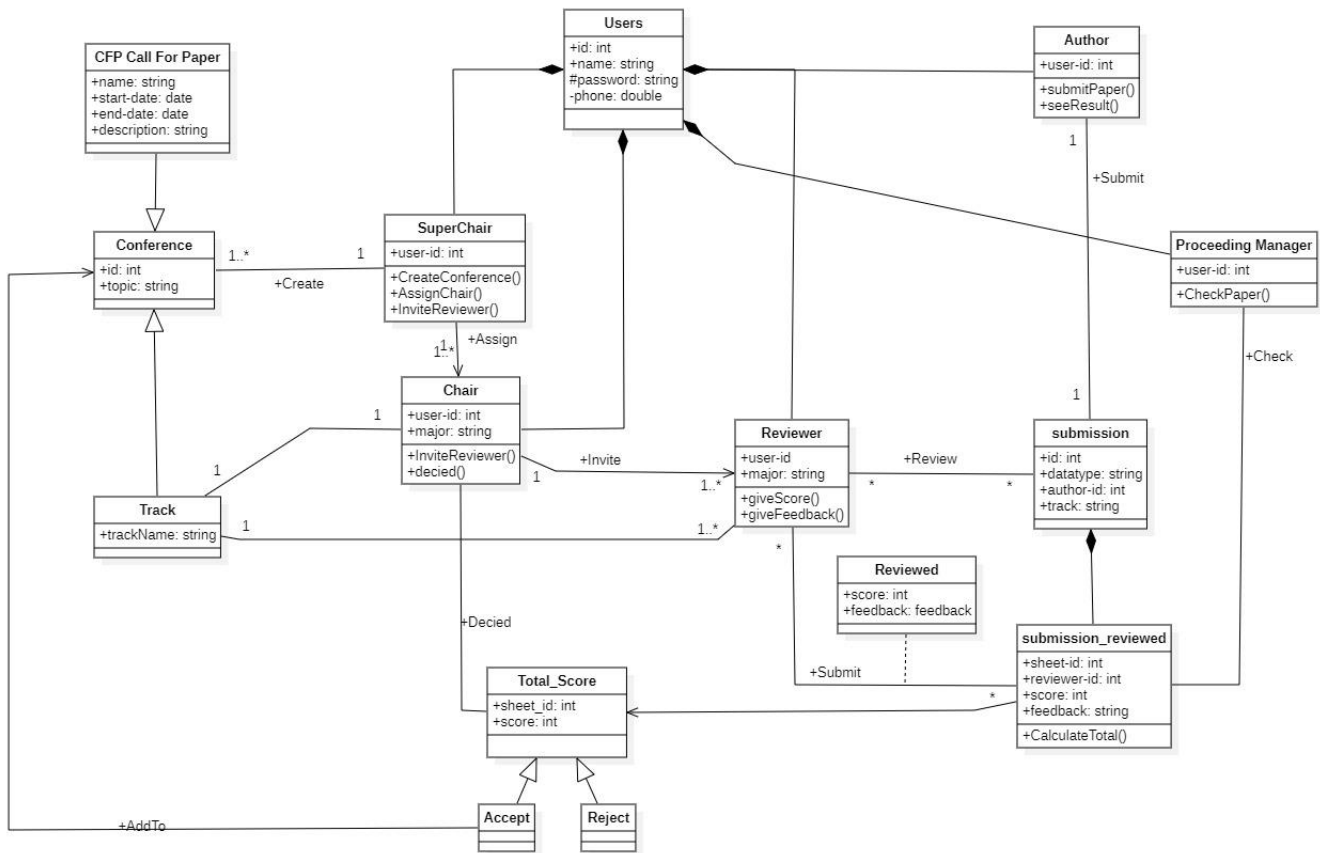 Users
+id: int
+name: string
#password: string
-phone: double
Author
+user-id: int
+submitPaper()
+seeResult()
CFP Call For Paper
+name: string
+start-date: date
+end-date: date
+description: string
1
+Submit
1
Conference
+id: int
+topic: string
1..*
1
+Create
SuperChair
+user-id: int
+CreateConference()
+AssignChair()
+InviteReviewer()
Proceeding Manager
+user-id: int
+CheckPaper()
+Check
1
1..*
+Assign
Chair
+user-id: int
+major: string
+InviteReviewer()
+decied()
1
1
+Invite
1
1..*
Reviewer
+user-id
+major: string
+giveScore()
+giveFeedback()
+Review
*
*
submission
+id: int
+datatype: string
+author-id: int
+track: string
Track
+trackName: string
1
1..*
*
Reviewed
+score: int
+feedback: feedback
+Decied
+Submit
*
submission_reviewed
+sheet-id: int
+reviewer-id: int
+score: int
+feedback: string
+CalculateTotal()
Total_Score
+sheet_id: int
+score: int
+AddTo
Accept
Reject